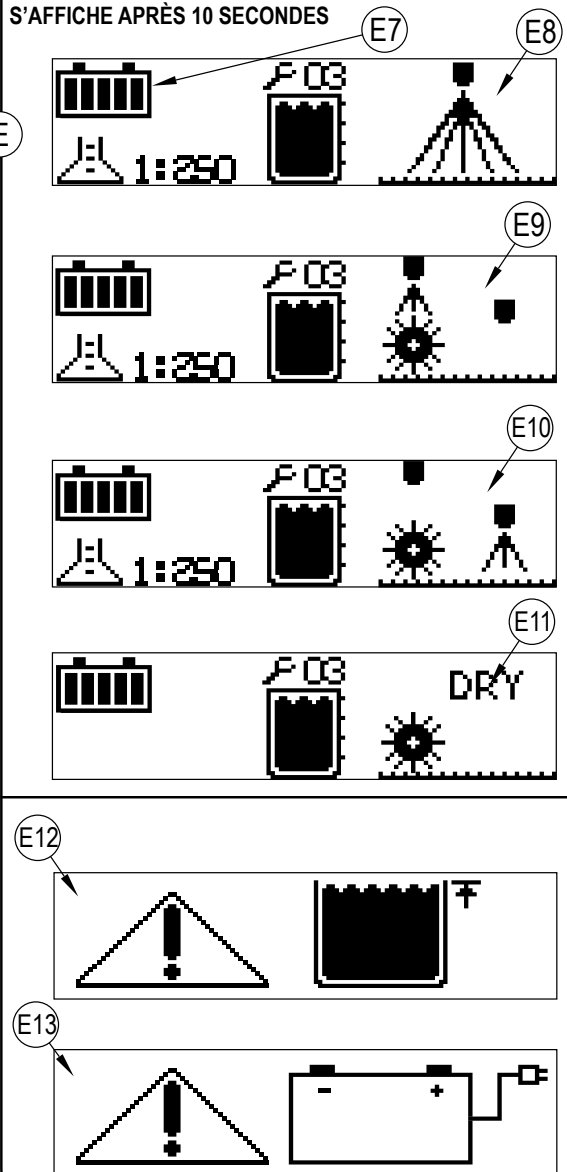 S'AFFICHE APRÈS 10 SECONDES
E7
E8
03
1:250
E
E9
03
1:250
E10
03
1:250
E11
03
DRY
E12
E13
- +